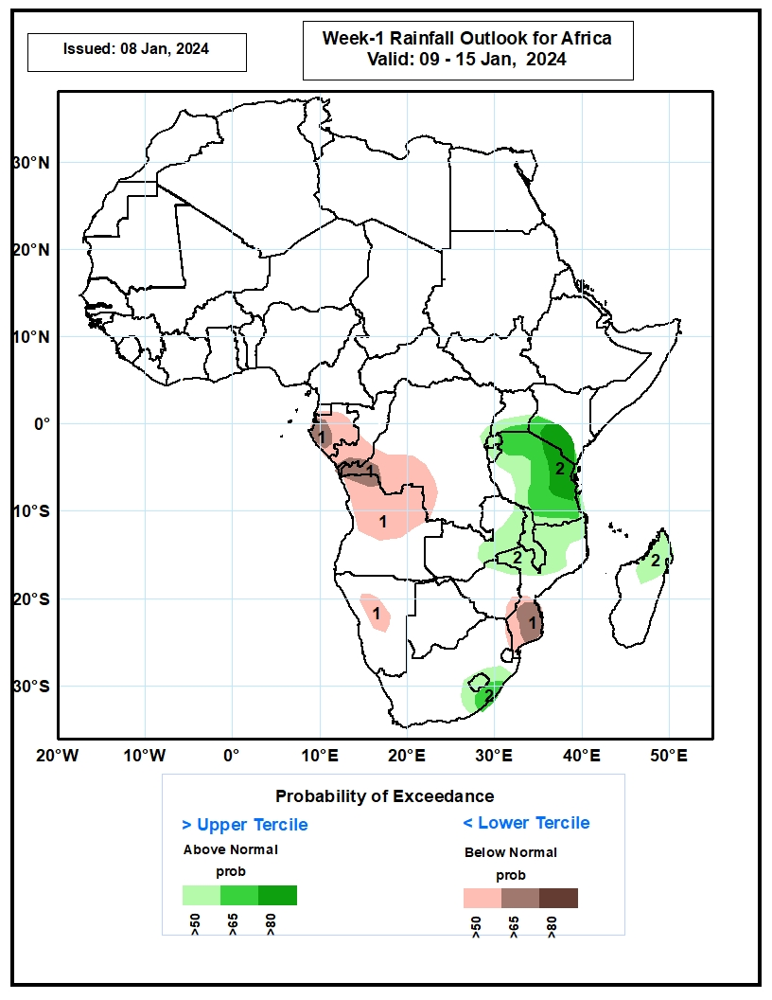 Issued: 08 Jan, 2024
Week-1 Rainfall Outlook for Africa
Valid: 09 - 15 Jan, 2024
30°N
20°N
10°N
0°
10°S
20°S
30°S
1
1
1
2
2
2
1
1
2
20°W 10°W 0° 10°E 20°E 30°E 40°E 50°E
Probability of Exceedance
> Upper Tercile
< Lower Tercile
Above Normal
Below Normal
prob
prob
>50 >65 >80
>50 >65 >80